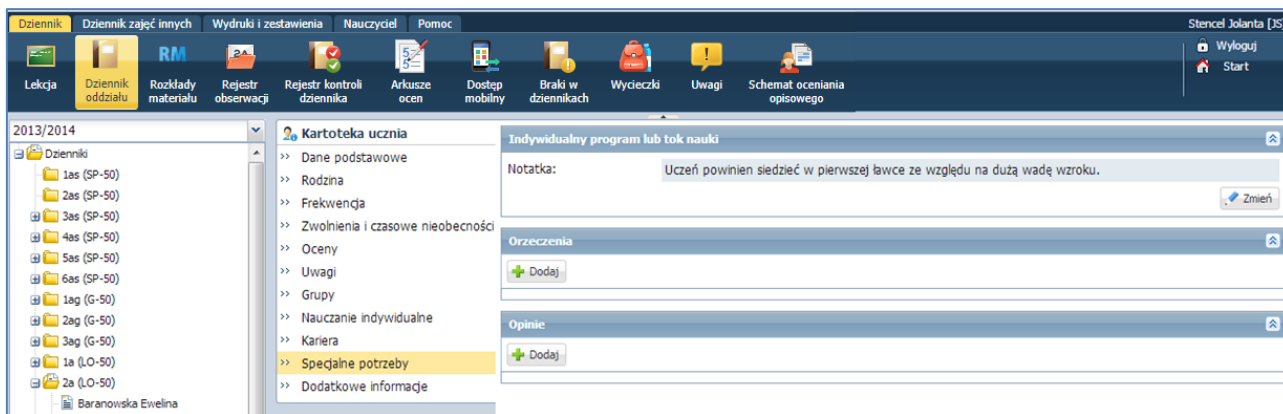 Dziennik Dziennik zajęć innych Wydruki i zestawienia Nauczyciel Pomoc Stencel Jolanta [JS]
Lekcja
Dziennik oddziału
RM
Rozkłady materiału
Rejestr obserwacji
Rejestr kontroli dziennika
Arkusze ocen
Dostęp mobilny
Braki w dziennikach
Wycieczki
Uwagi
Schemat oceniania opisowego
Wyloguj
Start
2013/2014
Dzienniki
1as (SP-50)
2as (SP-50)
3as (SP-50)
4as (SP-50)
5as (SP-50)
6as (SP-50)
1ag (G-50)
2ag (G-50)
3ag (G-50)
1a (LO-50)
2a (LO-50)
Baranowska Ewelina
Kartoteka ucznia
>> Dane podstawowe
>> Rodzina
>> Frekwencja
>> Zwolnienia i czasowe nieobecności
>> Oceny
>> Uwagi
>> Grupy
>> Nauczanie indywidualne
>> Kariera
>> Specjalne potrzeby
>> Dodatkowe informacje
Indywidualny program lub tok nauki
Notatka: Uczeń powinien siedzieć w pierwszej ławce ze względu na dużą wadę wzroku.
Zmień
Orzeczenia
Dodaj
Opinie
Dodaj